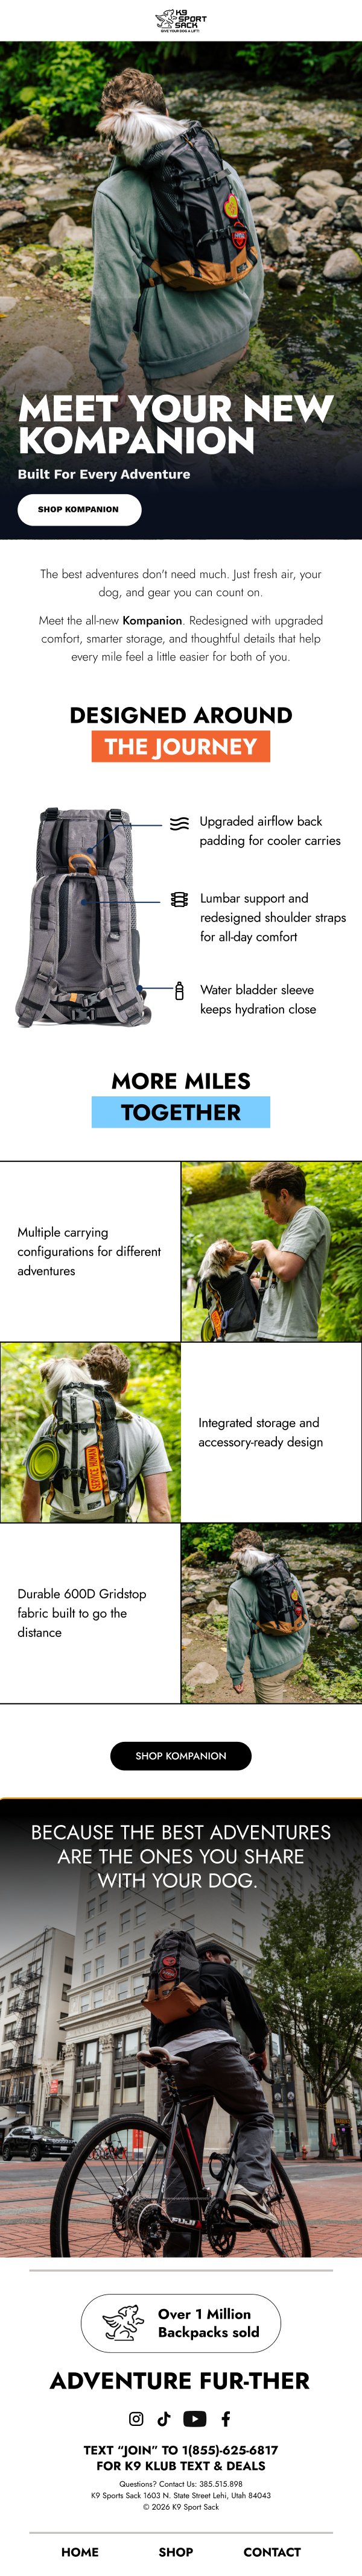 K9
SPORT
SACK
GIVE YOUR DOG A LIFT!
MEET YOUR NEW
KOMPANION
Built For Every Adventure
SHOP KOMPANION
The best adventures don't need much. Just fresh air, your
dog, and gear you can count on.
Meet the all-new Kompanion. Redesigned with upgraded
comfort, smarter storage, and thoughtful details that help
every mile feel a little easier for both of you.
DESIGNED AROUND
THE JOURNEY
Upgraded airflow back
padding for cooler carries
Lumbar support and
redesigned shoulder straps
for all-day comfort
Water bladder sleeve
keeps hydration close
MORE MILES
TOGETHER
Multiple carrying
configurations for different
adventures
SERVICE HUMAN
Integrated storage and
accessory-ready design
Durable 600D Gridstop
fabric built to go the
distance
SHOP KOMPANION
BECAUSE THE BEST ADVENTURES
ARE THE ONES YOU SHARE
WITH YOUR DOG.
FUJI
Over 1 Million
Backpacks sold
ADVENTURE FUR-THER
TEXT “JOIN” TO 1(855)-625-6817
FOR K9 KLUB TEXT & DEALS
Questions? Contact Us: 385.515.898
K9 Sports Sack 1603 N. State Street Lehi, Utah 84043
© 2026 K9 Sport Sack
HOME SHOP CONTACT